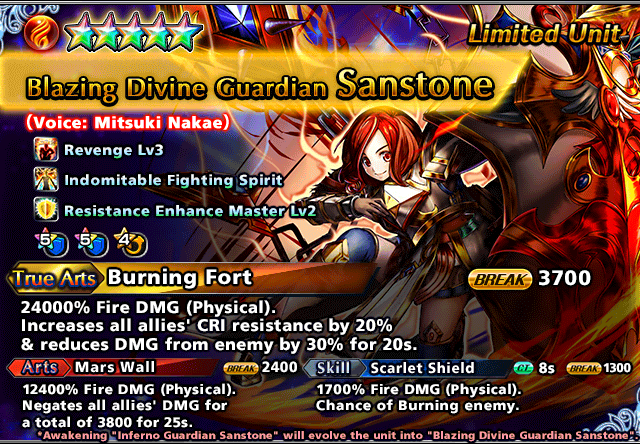 Limited Unit
Blazing Divine Guardian Sanstone
(Voice: Mitsuki Nakae)
Revenge Lv3
Indomitable Fighting Spirit
Resistance Enhance Master Lv2
5 5 4
True Arts Burning Fort BREAK 3700
24000% Fire DMG (Physical).
Increases all allies' CRI resistance by 20%
& reduces DMG from enemy by 30% for 20s.
Arts Mars Wall BREAK 2400
12400% Fire DMG (Physical).
Negates all allies' DMG for
a total of 3800 for 25s.
Skill Scarlet Shield CT. 8s BREAK 1300
1700% Fire DMG (Physical).
Chance of Burning enemy.
*Awakening "Inferno Guardian Sanstone" will evolve the unit into "Blazing Divine Guardian Sanstone"